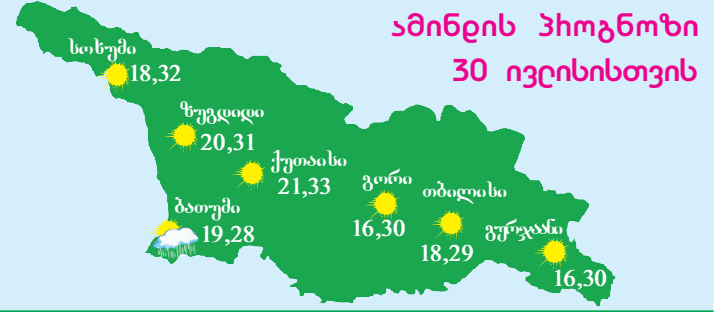 ამინდის პროგნოზი
30 ივლისისთვის
სოხუმი
18,32
ზუგდიდი
20,31
ქუთაისი
21,33
გორი
16,30
თბილისი
18,29
ბათუმი
19,28
გურჯაანი
16,30